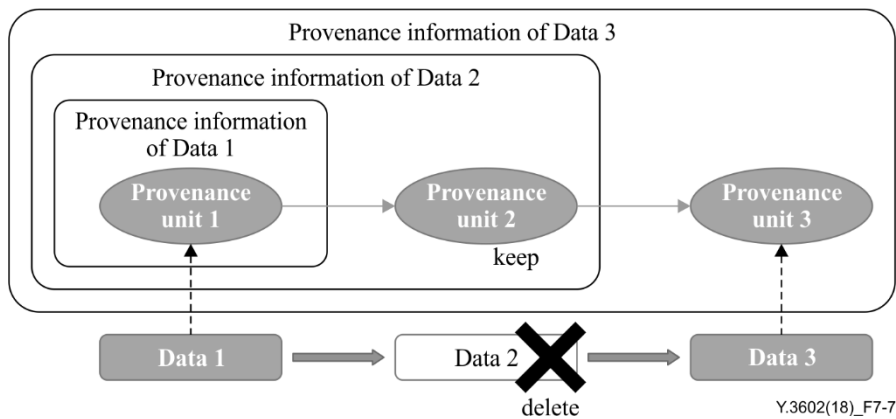 Provenance information of Data 3
Provenance information of Data 2
Provenance information
of Data 1
Provenance
unit 1
Provenance
unit 2
Provenance
unit 3
keep
Data 1
Data 2
Data 3
delete
Y.3602(18)_F7-7